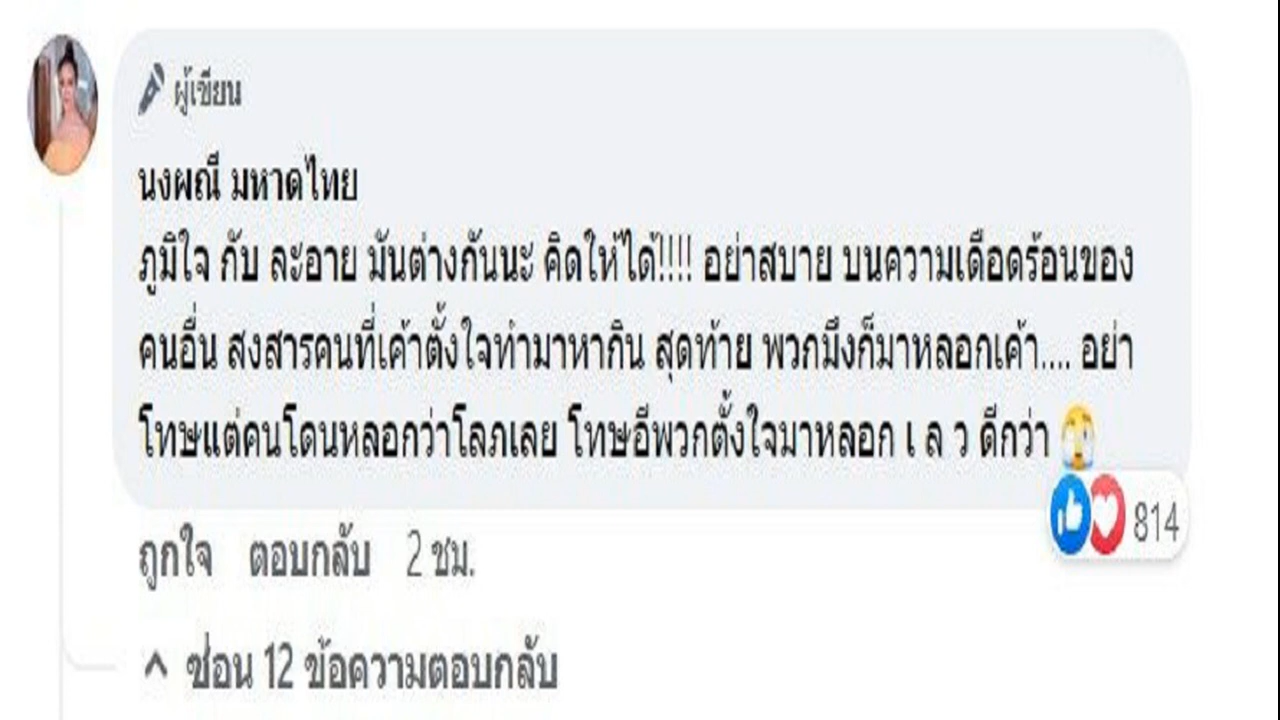 ผู้เขียน
นงผณี มหาดไทย
ภูมิใจ กับ ละอาย มันต่างกันนะ คิดให้ได้!!!! อย่าสบาย บนความเดือดร้อนของ
คนอื่น สงสารคนที่เค้าตั้งใจทำมาหากิน สุดท้าย พวกมึงก็มาหลอกเค้า.... อย่า
โทษแต่คนโดนหลอกว่าโลภเลย โทษอีพวกตั้งใจมาหลอก เ ล ว ดีกว่า 😱
814
ถูกใจ ตอบกลับ 2 ชม.
ซ่อน 12 ข้อความตอบกลับ